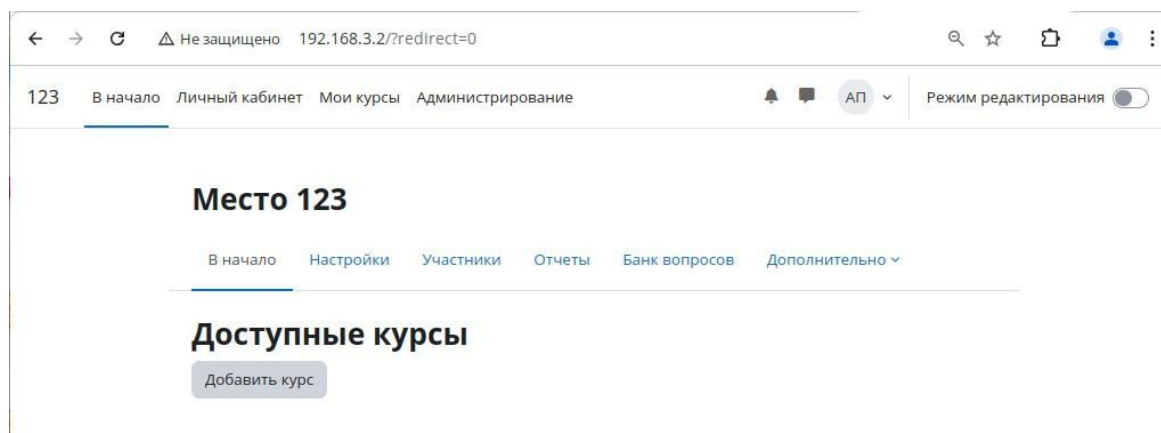 Не защищено 192.168.3.2/?redirect=0
123 В начало Личный кабинет Мои курсы Администрирование АП Режим редактирования
Место 123
В начало Настройки Участники Отчеты Банк вопросов Дополнительно
Доступные курсы
Добавить курс